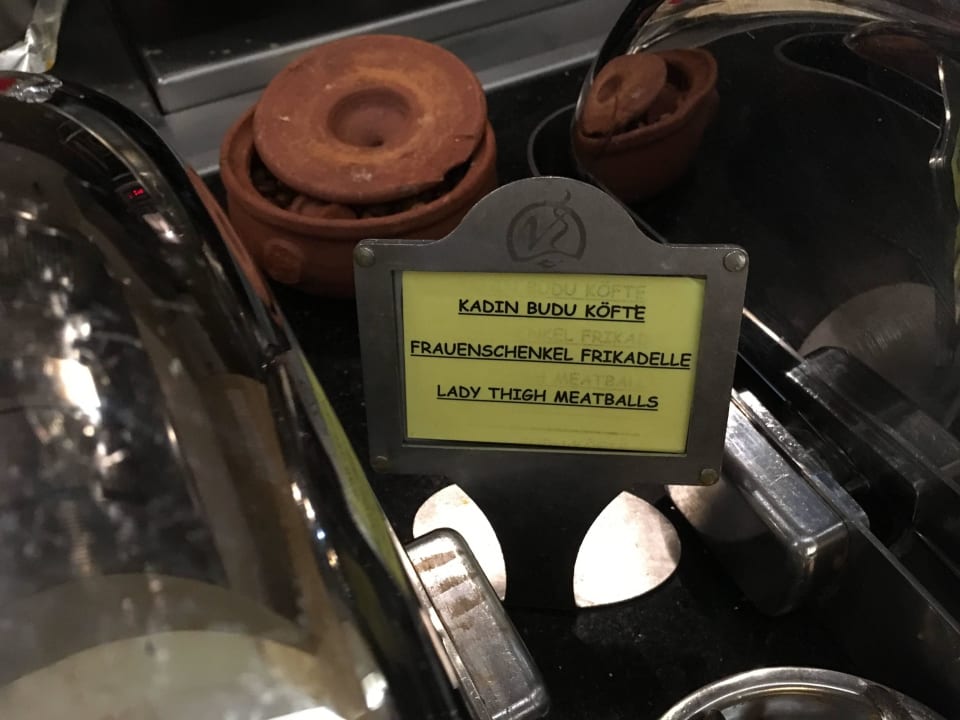 KADIN BUDU KÖFTE
FRAUENSCHENKEL FRIKADELLE
LADY THIGH MEATBALLS